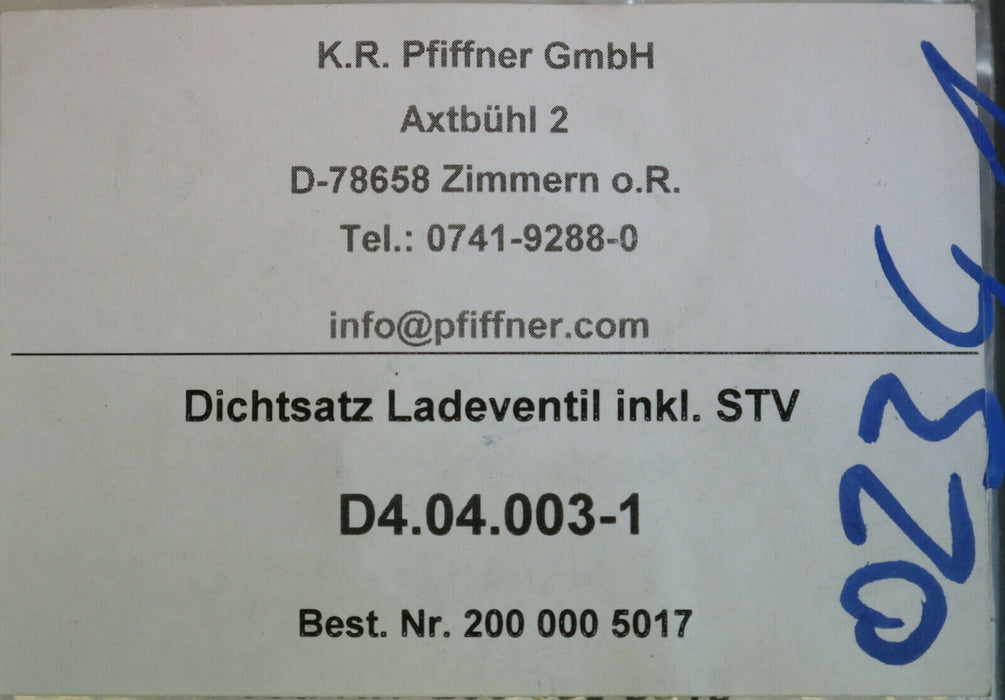 K.R. Pfiffner GmbH
Axtbühl 2
D-78658 Zimmern o.R.
Tel.: 0741-9288-0
info@pfiffner.com
Dichtsatz Ladeventil inkl. STV
D4.04.003-1
Best. Nr. 200 000 5017